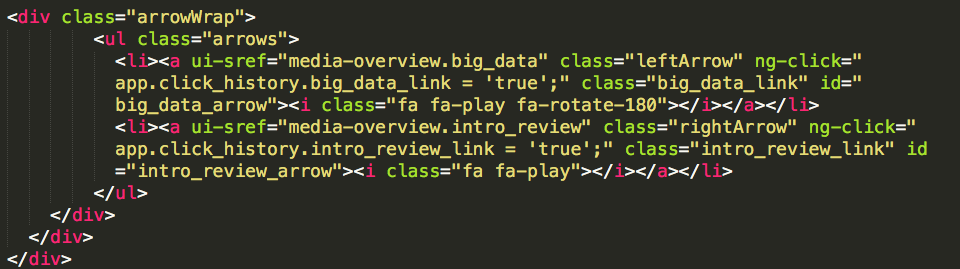 <div class="arrowWrap">
<ul class="arrows">
<li><a ui-sref="media-overview.big_data" class="leftArrow" ng-click="
app.click_history.big_data_link = 'true';" class="big_data_link" id="
big_data_arrow"><i class="fa fa-play fa-rotate-180"></i></a></li>
<li><a ui-sref="media-overview.intro_review" class="rightArrow" ng-click="
app.click_history.intro_review_link = 'true';" class="intro_review_link" id
="intro_review_arrow"><i class="fa fa-play"></i></a></li>
</ul>
</div>
</div>
</div>